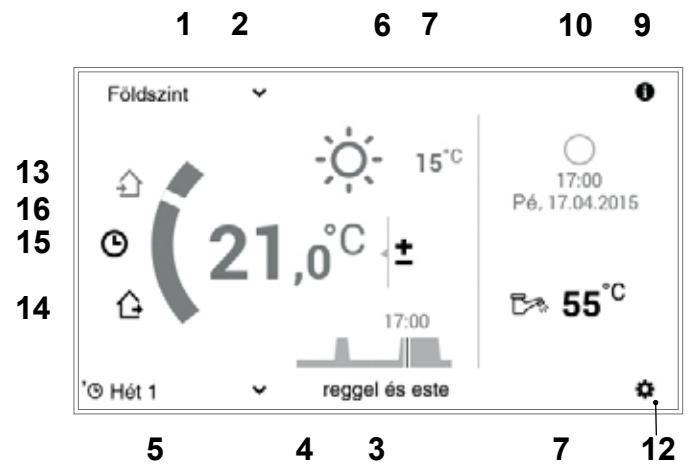 1 2 6 7 10 9
Földszint
15°C
13
16
15
14
17:00
Pé, 17.04.2015
21,0°C ±
55°C
17:00
Hét 1 reggel és este
5 4 3 7 12